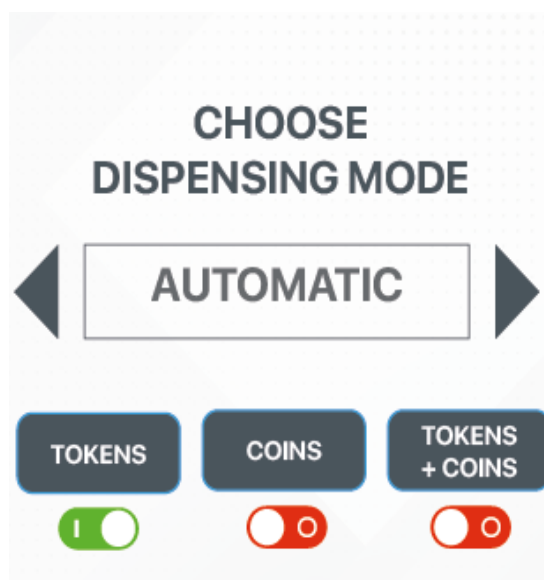 CHOOSE
DISPENSING MODE
AUTOMATIC
TOKENS
COINS
TOKENS
+ COINS
I
O
O